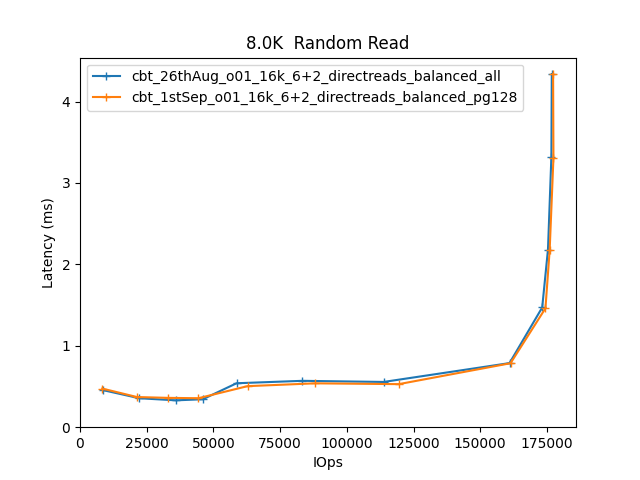 8.0K  Random Read
cbt_26thAug_o01_16k_6+2_directreads_balanced_all
cbt_1stSep_o01_16k_6+2_directreads_balanced_pg128
Latency (ms)
4
3
2
1
0
0 25000 50000 75000 100000 125000 150000 175000
IOps